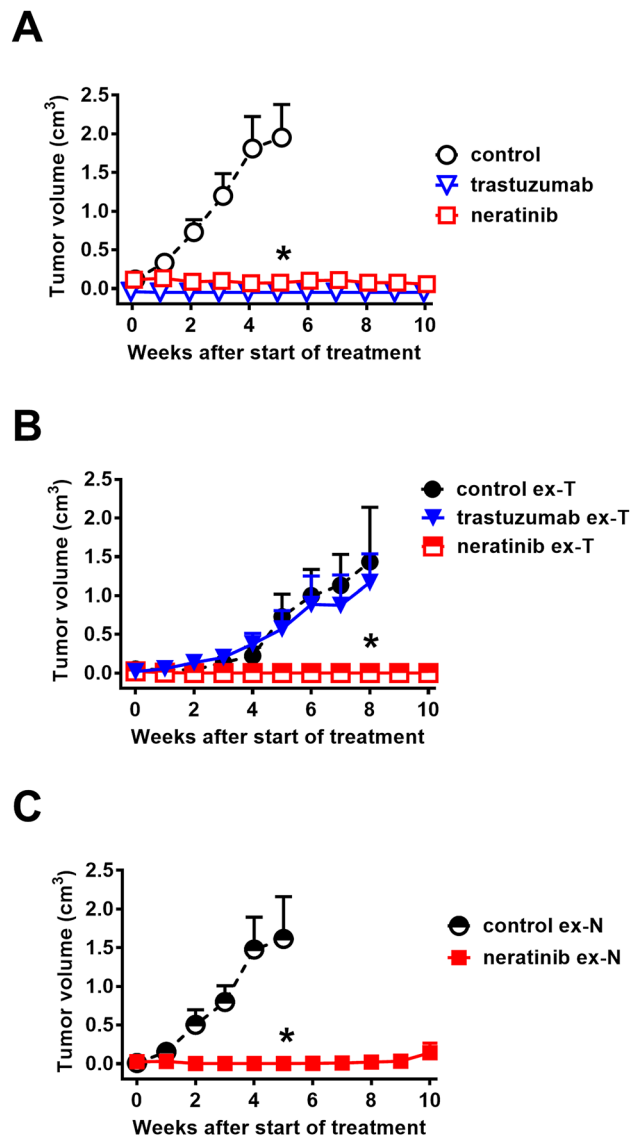 A
Tumor volume (cm³)
2.5
2.0
1.5
1.0
0.5
0.0
*
0 2 4 6 8 10
Weeks after start of treatment
control
trastuzumab
neratinib
B
Tumor volume (cm³)
2.5
2.0
1.5
1.0
0.5
0.0
*
0 2 4 6 8 10
Weeks after start of treatment
control ex-T
trastuzumab ex-T
neratinib ex-T
C
Tumor volume (cm³)
2.5
2.0
1.5
1.0
0.5
0.0
*
0 2 4 6 8 10
Weeks after start of treatment
control ex-N
neratinib ex-N